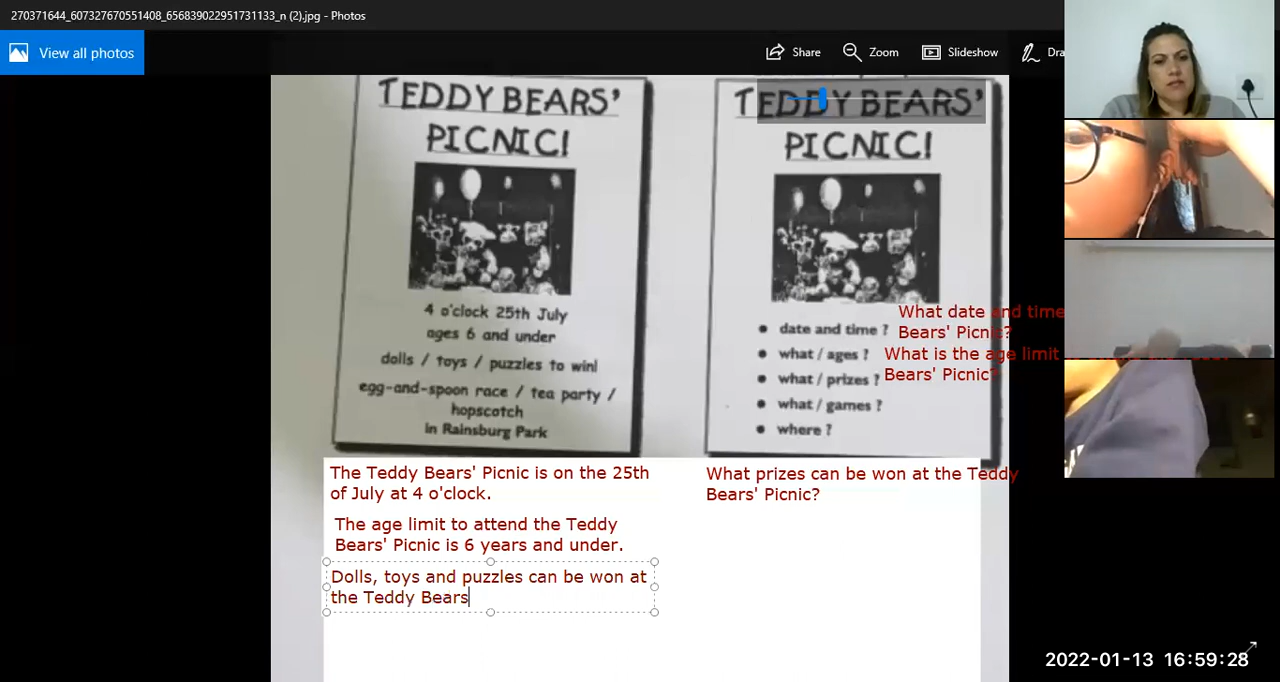 270371644_607327670551408_656839022951731133_n (2).jpg - Photos
View all photos
Share
Zoom
Slideshow
Dra
TEDDY BEARS'
PICNIC!
4 o'clock 25th July
ages 6 and under
dolls / toys / puzzles to win!
egg-and-spoon race / tea party /
hopscotch
in Rainsburg Park
TEDDY BEARS'
PICNIC!
date and time ?
what / ages ?
what / prizes ?
what / games ?
where ?
What date and time
Bears' Picnic?
What is the age limit
Bears' Picnic?
The Teddy Bears' Picnic is on the 25th
of July at 4 o'clock.
The age limit to attend the Teddy
Bears' Picnic is 6 years and under.
Dolls, toys and puzzles can be won at
the Teddy Bears
What prizes can be won at the Teddy
Bears' Picnic?
2022-01-13 16:59:28